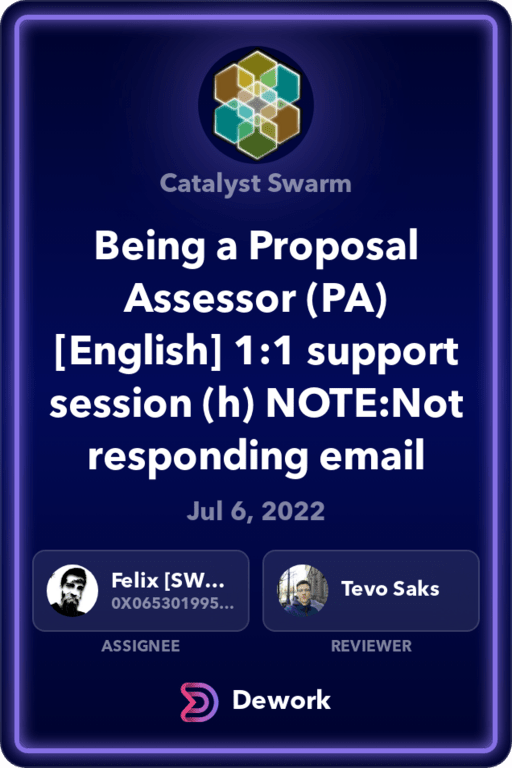 Catalyst Swarm
Being a Proposal
Assessor (PA)
[English] 1:1 support
session (h) NOTE:Not
responding email
Jul 6, 2022
Felix [SW...
0X065301995...
Tevo Saks
ASSIGNEE
REVIEWER
Dework